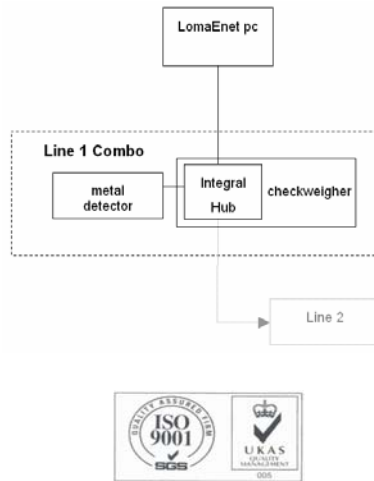 LomaEnet pc
Line 1 Combo
metal
detector
Integral
Hub
checkweigher
Line 2
QUALITY ASSURED FIRM
ISO
9001
SGS
UKAS
QUALITY
MANAGEMENT
005